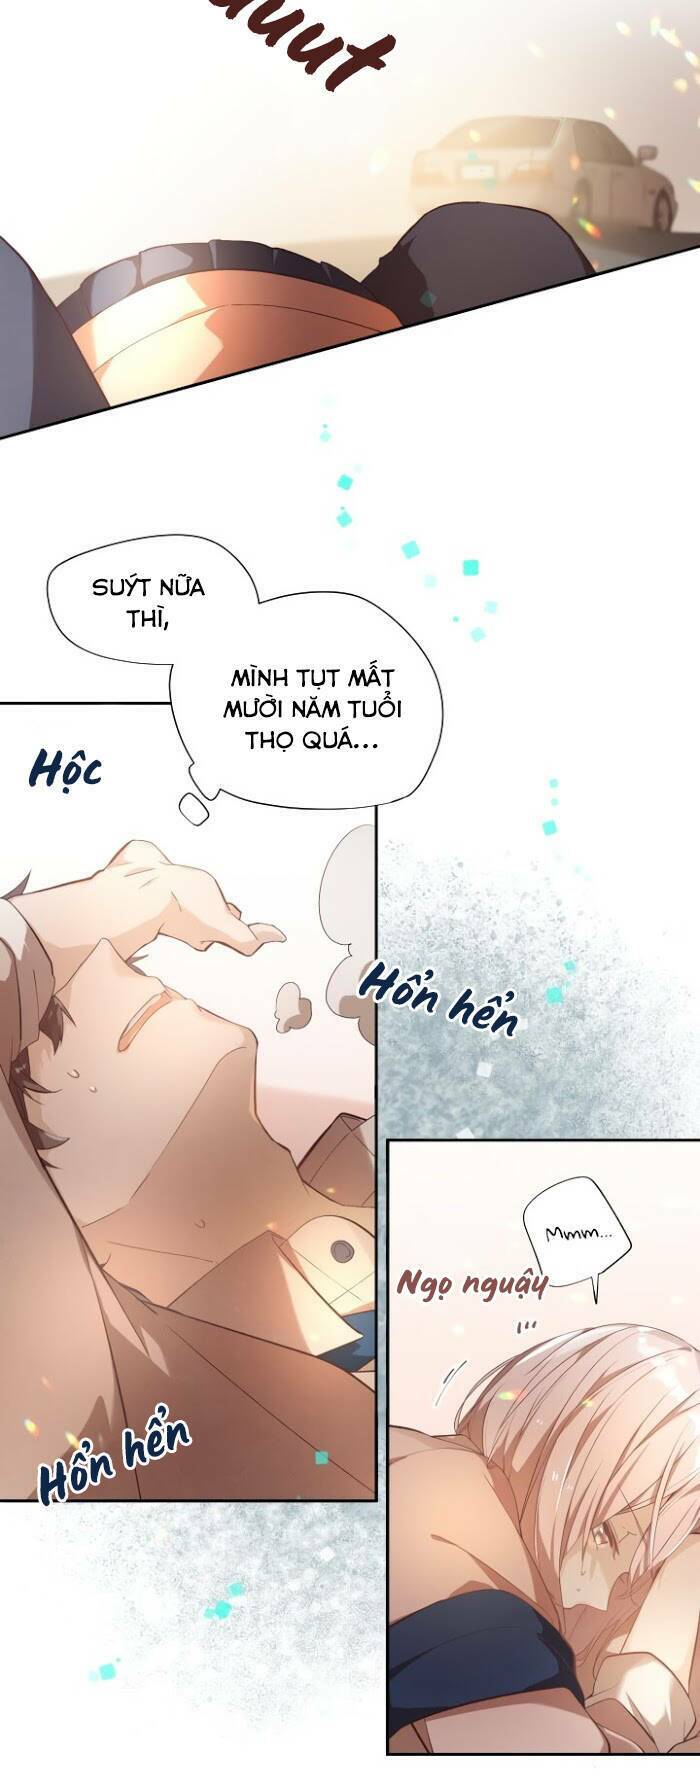 SUÝT NỮA
THÌ,
MÌNH TỤT MẤT
MƯỜI NĂM TUỔI
THỌ QUÁ...
Hộc
Hổn hển
Mmm...
Ngọ nguậy
Hổn hển